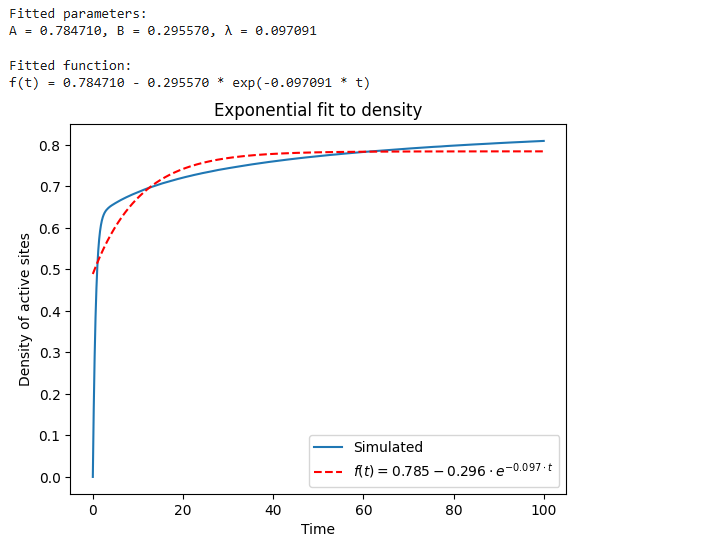 Fitted parameters:
A = 0.784710, B = 0.295570, λ = 0.097091
Fitted function:
f(t) = 0.784710 - 0.295570 * exp(-0.097091 * t)
Exponential fit to density
Density of active sites
0.8
0.7
0.6
0.5
0.4
0.3
0.2
0.1
0.0
Simulated
f(t) = 0.785 − 0.296 · e^{−0.097·t}
0 20 40 60 80 100
Time